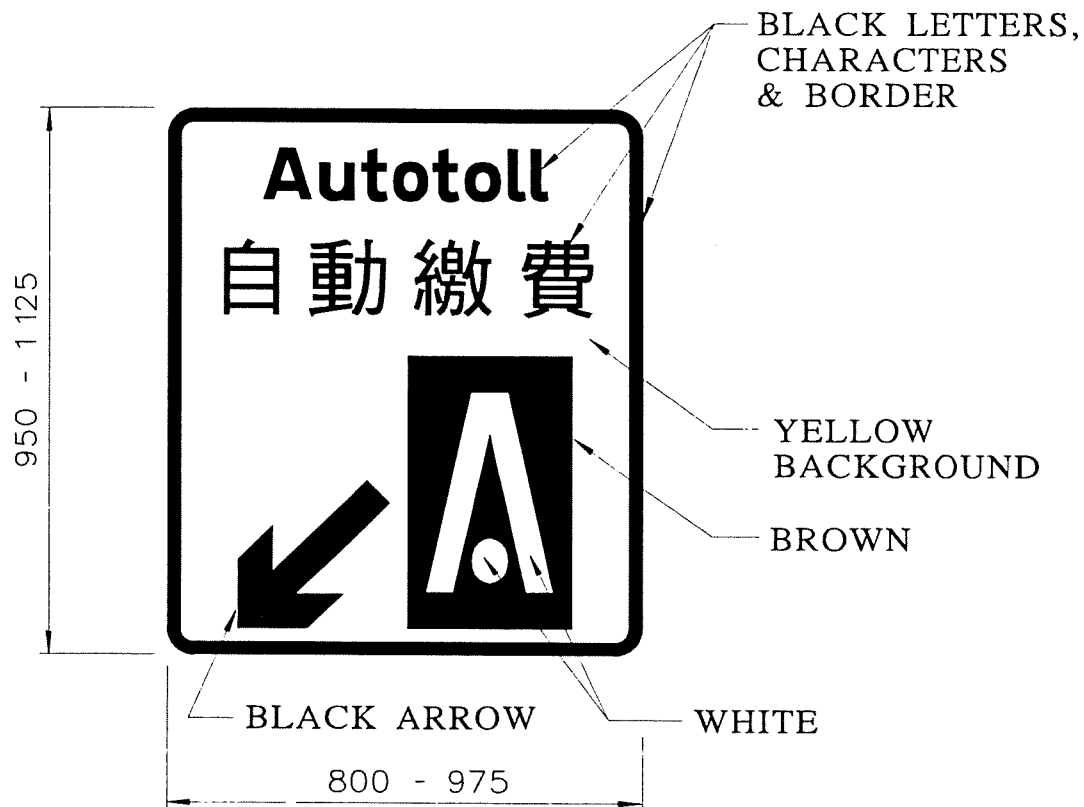 BLACK LETTERS,
CHARACTERS
& BORDER
Autotoll
自動繳費
950 - 1125
YELLOW
BACKGROUND
BROWN
A
BLACK ARROW
WHITE
800 - 975